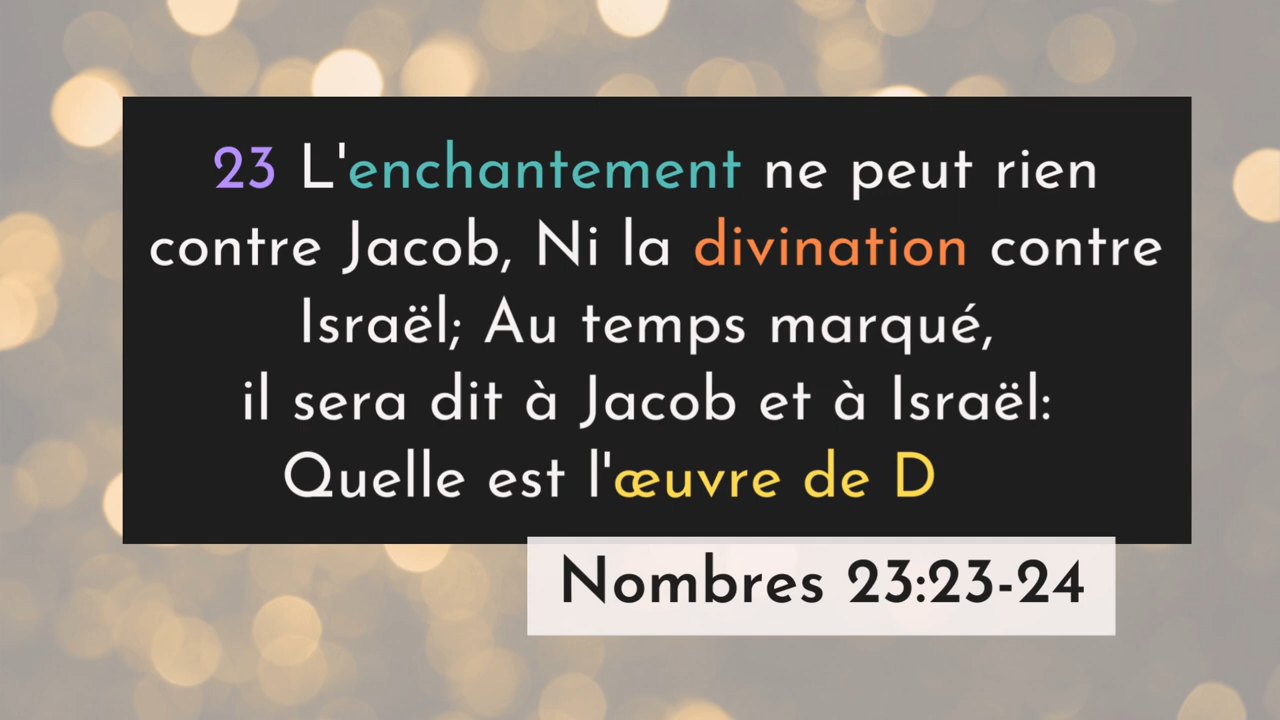 23 L'enchantement ne peut rien
contre Jacob, Ni la divination contre
Israël; Au temps marqué,
il sera dit à Jacob et à Israël:
Quelle est l'œuvre de D
Nombres 23:23-24